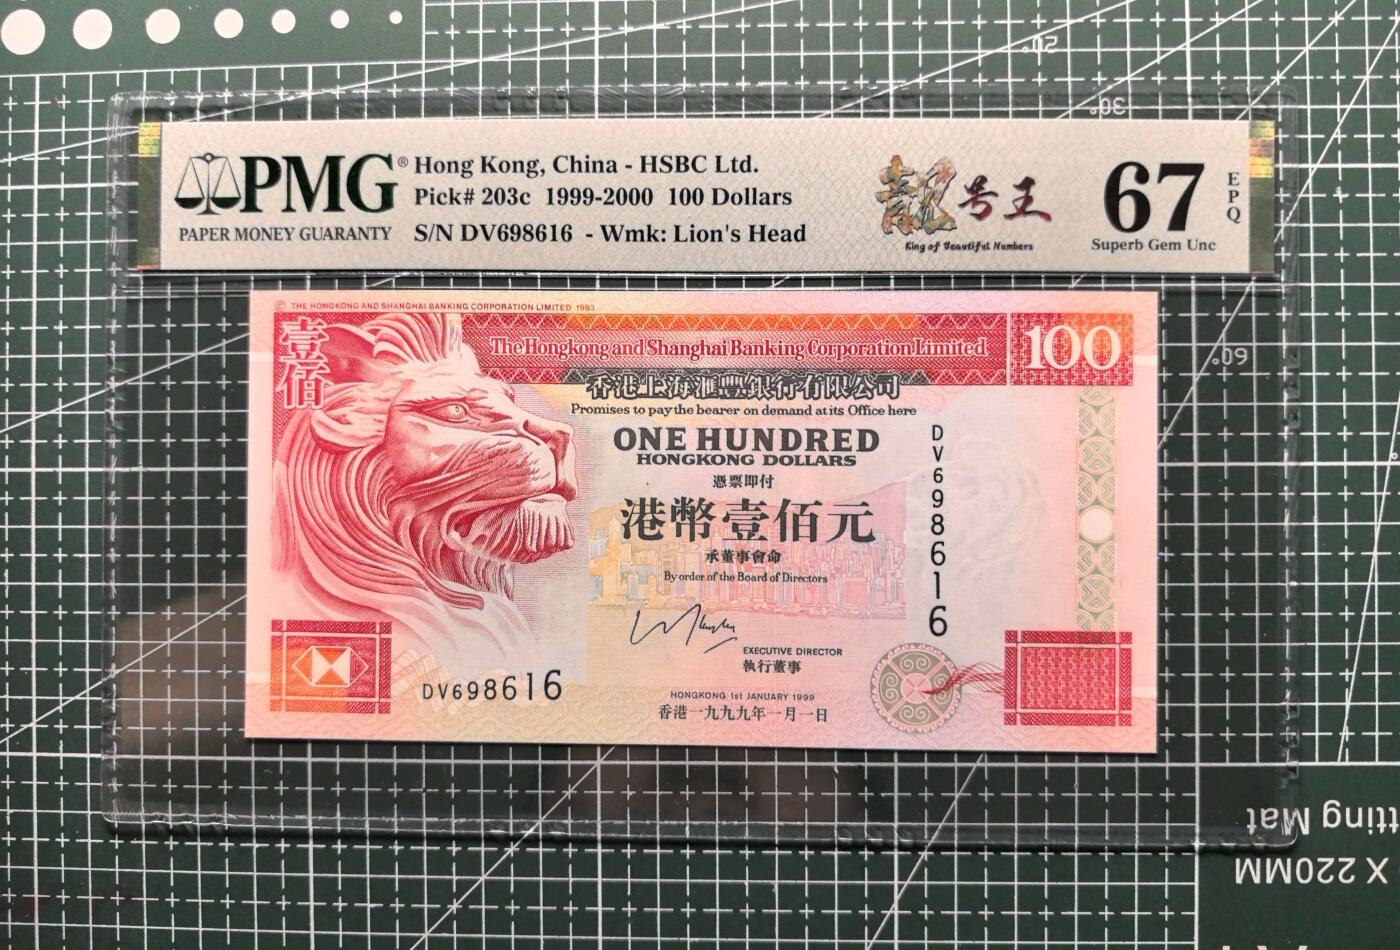 20°
30°
PMG®
PAPER MONEY GUARANTY
Hong Kong, China - HSBC Ltd.
Pick# 203c 1999-2000 100 Dollars
S/N DV698616 - Wmk: Lion's Head
靓号王
King of Beautiful Numbers
67
EPQ
Superb Gem Unc
© THE HONGKONG AND SHANGHAI BANKING CORPORATION LIMITED 1993
壹佰
The Hongkong and Shanghai Banking Corporation Limited
100
香港上海滙豐銀行有限公司
Promises to pay the bearer on demand at its Office here
ONE HUNDRED
HONGKONG DOLLARS
憑票即付
港幣壹佰元
承董事會命
By order of the Board of Directors
DV698616
EXECUTIVE DIRECTOR
執行董事
DV698616
HONGKONG 1st JANUARY 1999
香港一九九九年一月一日
60°
tting Mat
X 220MM